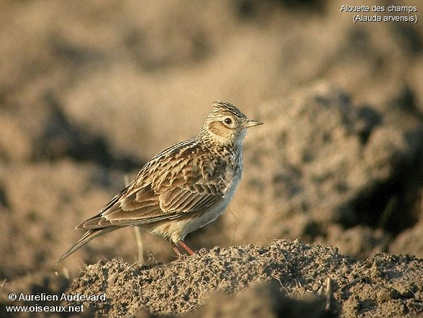 Alouette des champs
(Alauda arvensis)
© Aurelien Audevard
www.oiseaux.net